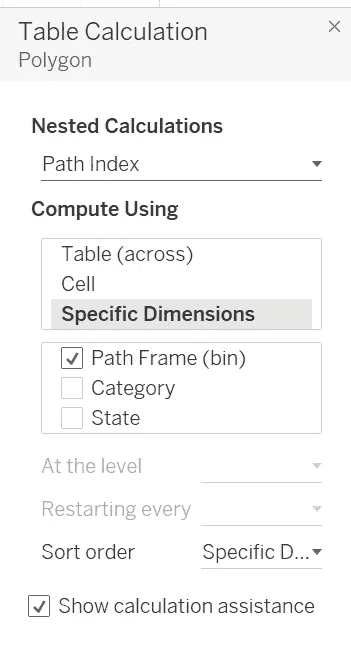 Table Calculation
Polygon
Nested Calculations
Path Index
Compute Using
Table (across)
Cell
Specific Dimensions
Path Frame (bin)
Category
State
At the level
Restarting every
Sort order Specific D...
Show calculation assistance